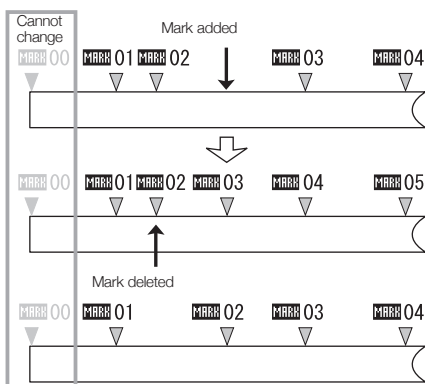 Cannot
change
Mark added
MARK 00 MARK 01 MARK 02 MARK 03 MARK 04
MARK 00 MARK 01 MARK 02 MARK 03 MARK 04 MARK 05
Mark deleted
MARK 00 MARK 01 MARK 02 MARK 03 MARK 04